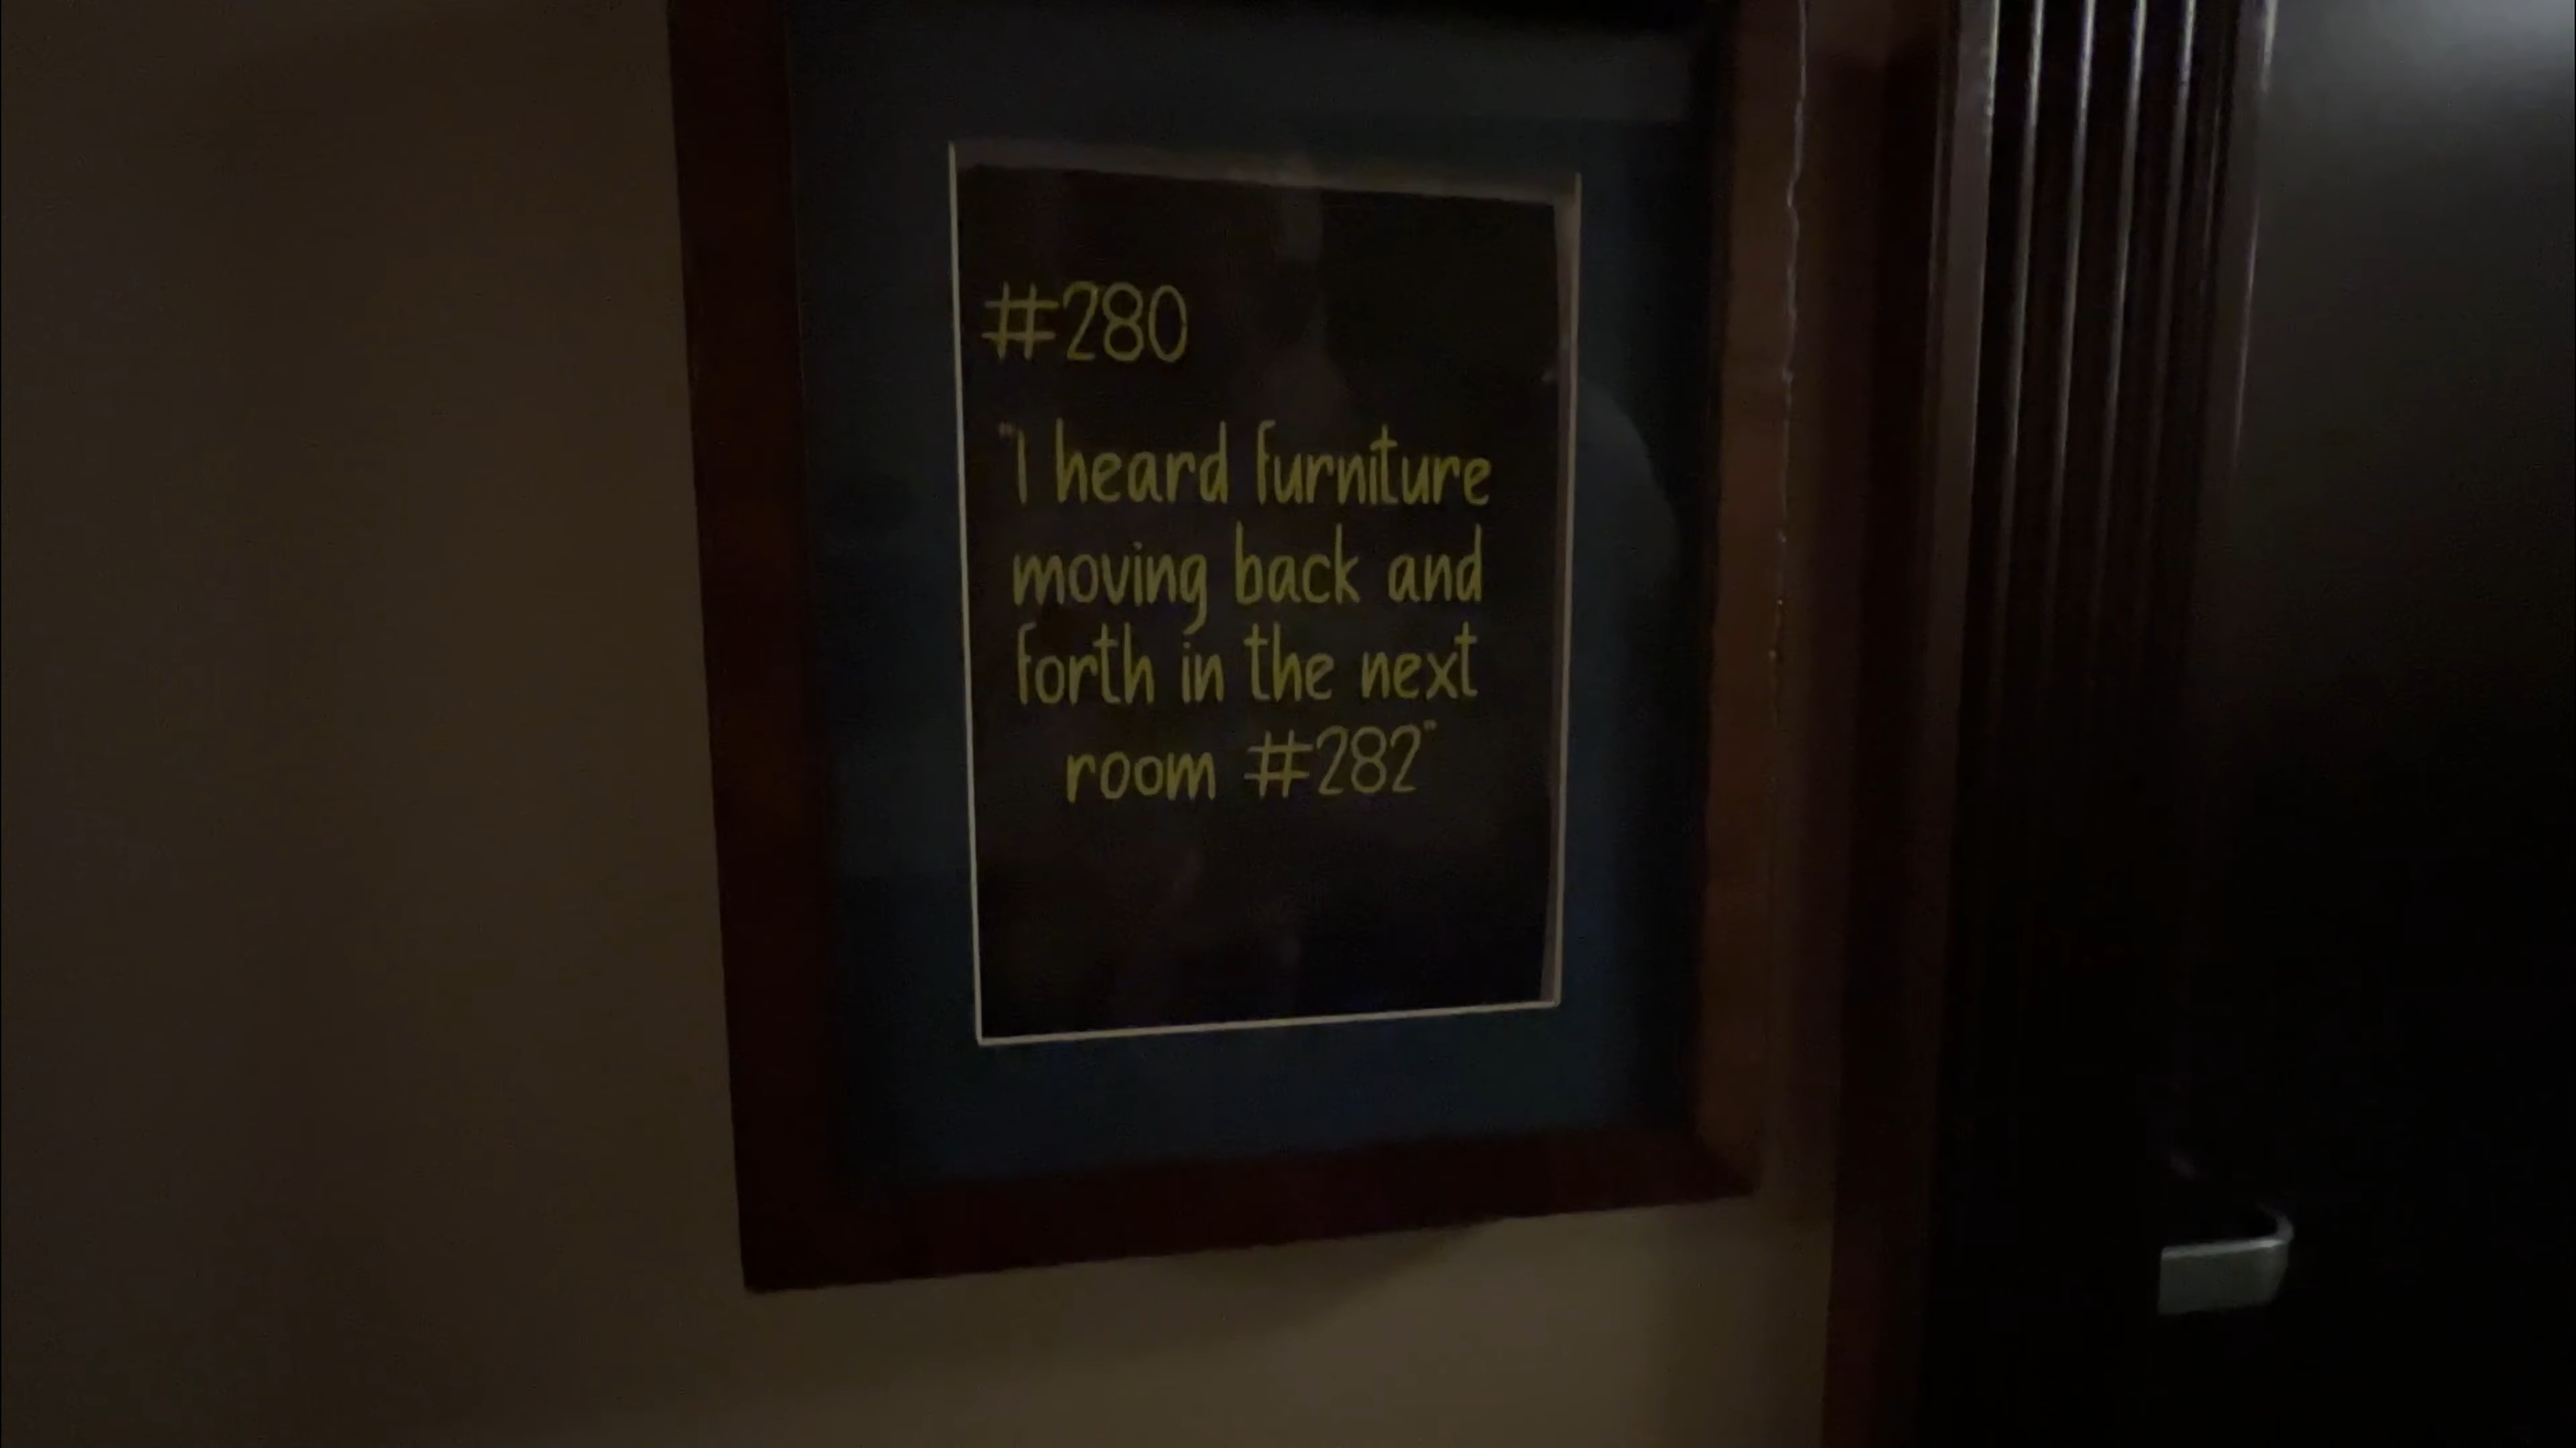 #280
"I heard furniture
moving back and
forth in the next
room #282"